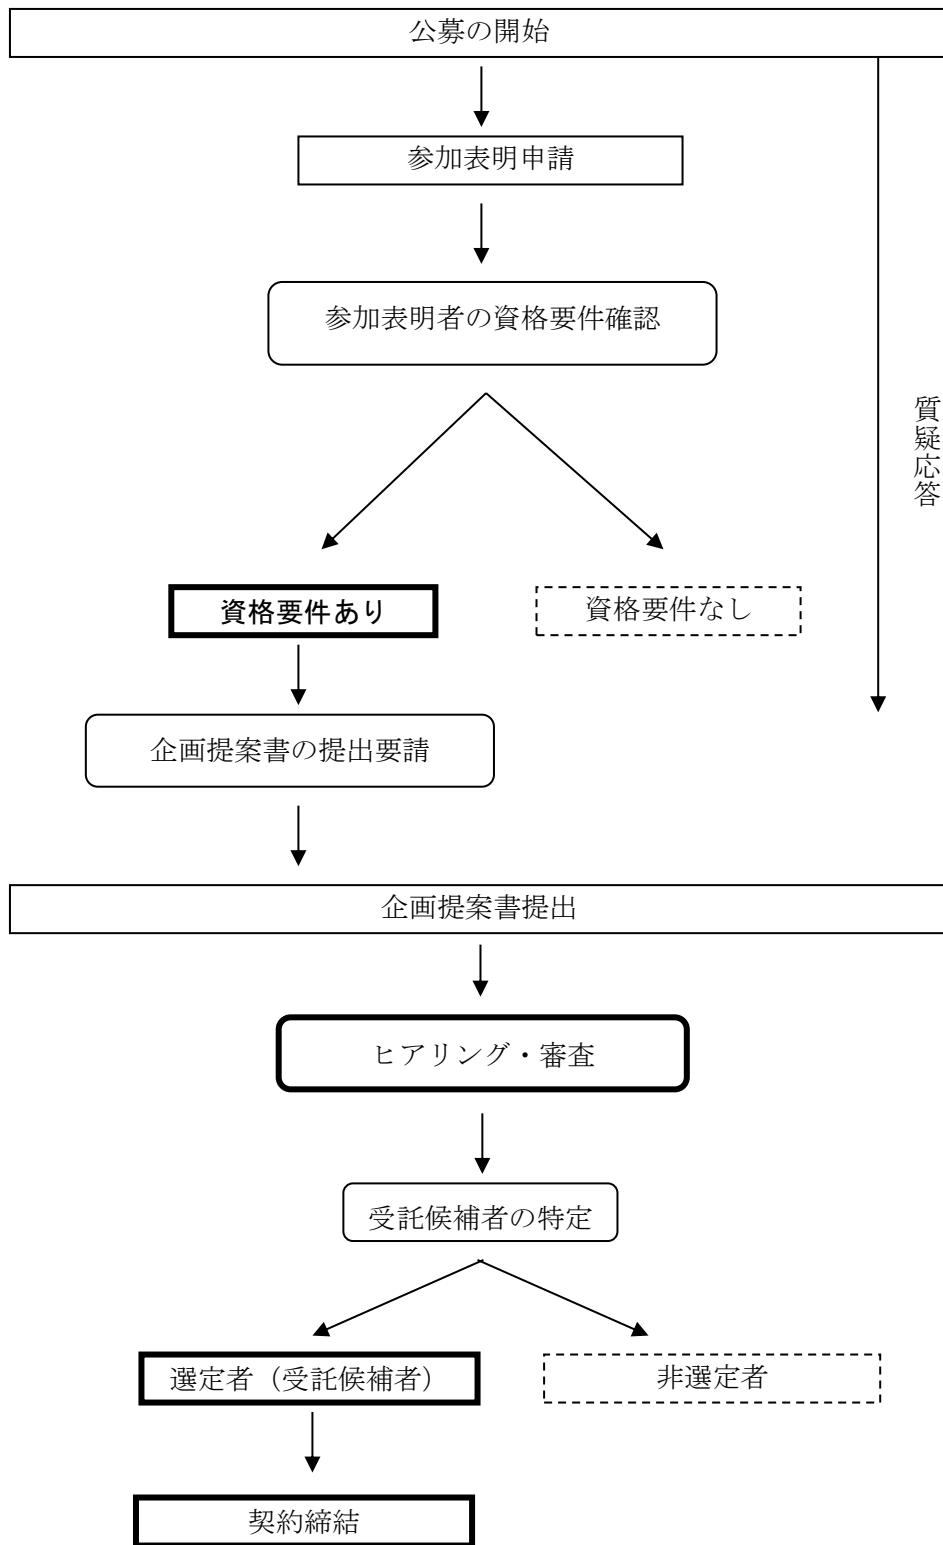 公募の開始
参加表明申請
参加表明者の資格要件確認
質疑応答
資格要件あり
資格要件なし
企画提案書の提出要請
企画提案書提出
ヒアリング・審査
受託候補者の特定
選定者（受託候補者）
非選定者
契約締結